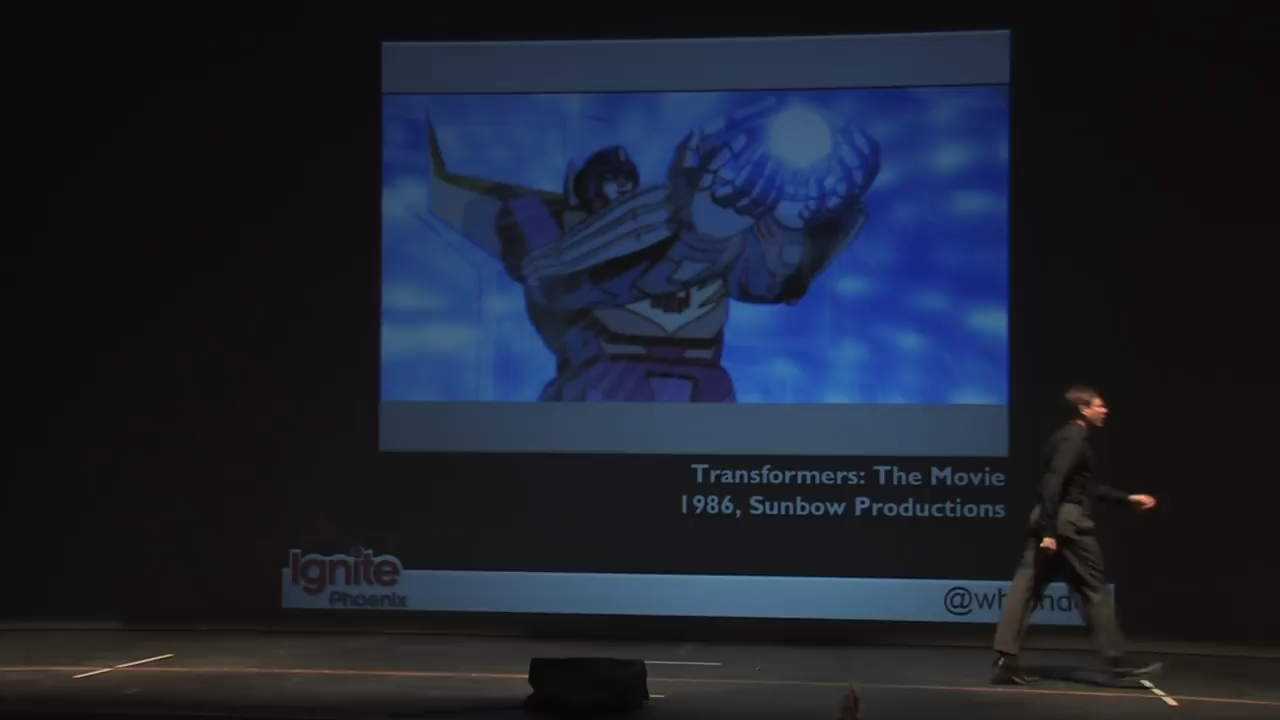 Transformers: The Movie
1986, Sunbow Productions
Ignite
Phoenix